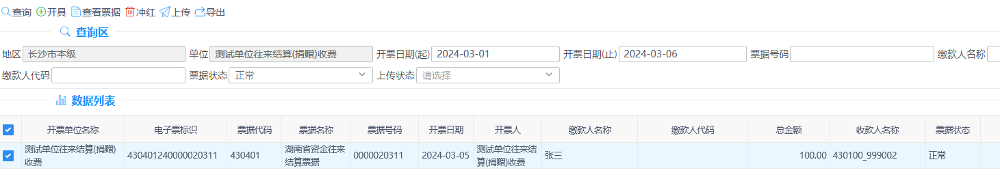 查询 开具 查看票据 冲红 上传 导出
查询区
地区 长沙市本级 单位 测试单位往来结算(捐赠)收费 开票日期(起) 2024-03-01 开票日期(止) 2024-03-06 票据号码 缴款人名称
缴款人代码 票据状态 正常 上传状态 请选择
数据列表
开票单位名称 电子票标识 票据代码 票据名称 票据号码 开票日期 开票人 缴款人名称 缴款人代码 总金额 收款人名称 票据状态
测试单位往来结算(捐赠)收费 430401240000020311 430401 湖南省资金往来结算票据 0000020311 2024-03-05 测试单位往来结算(捐赠)收费 张三 100.00 430100_999002 正常